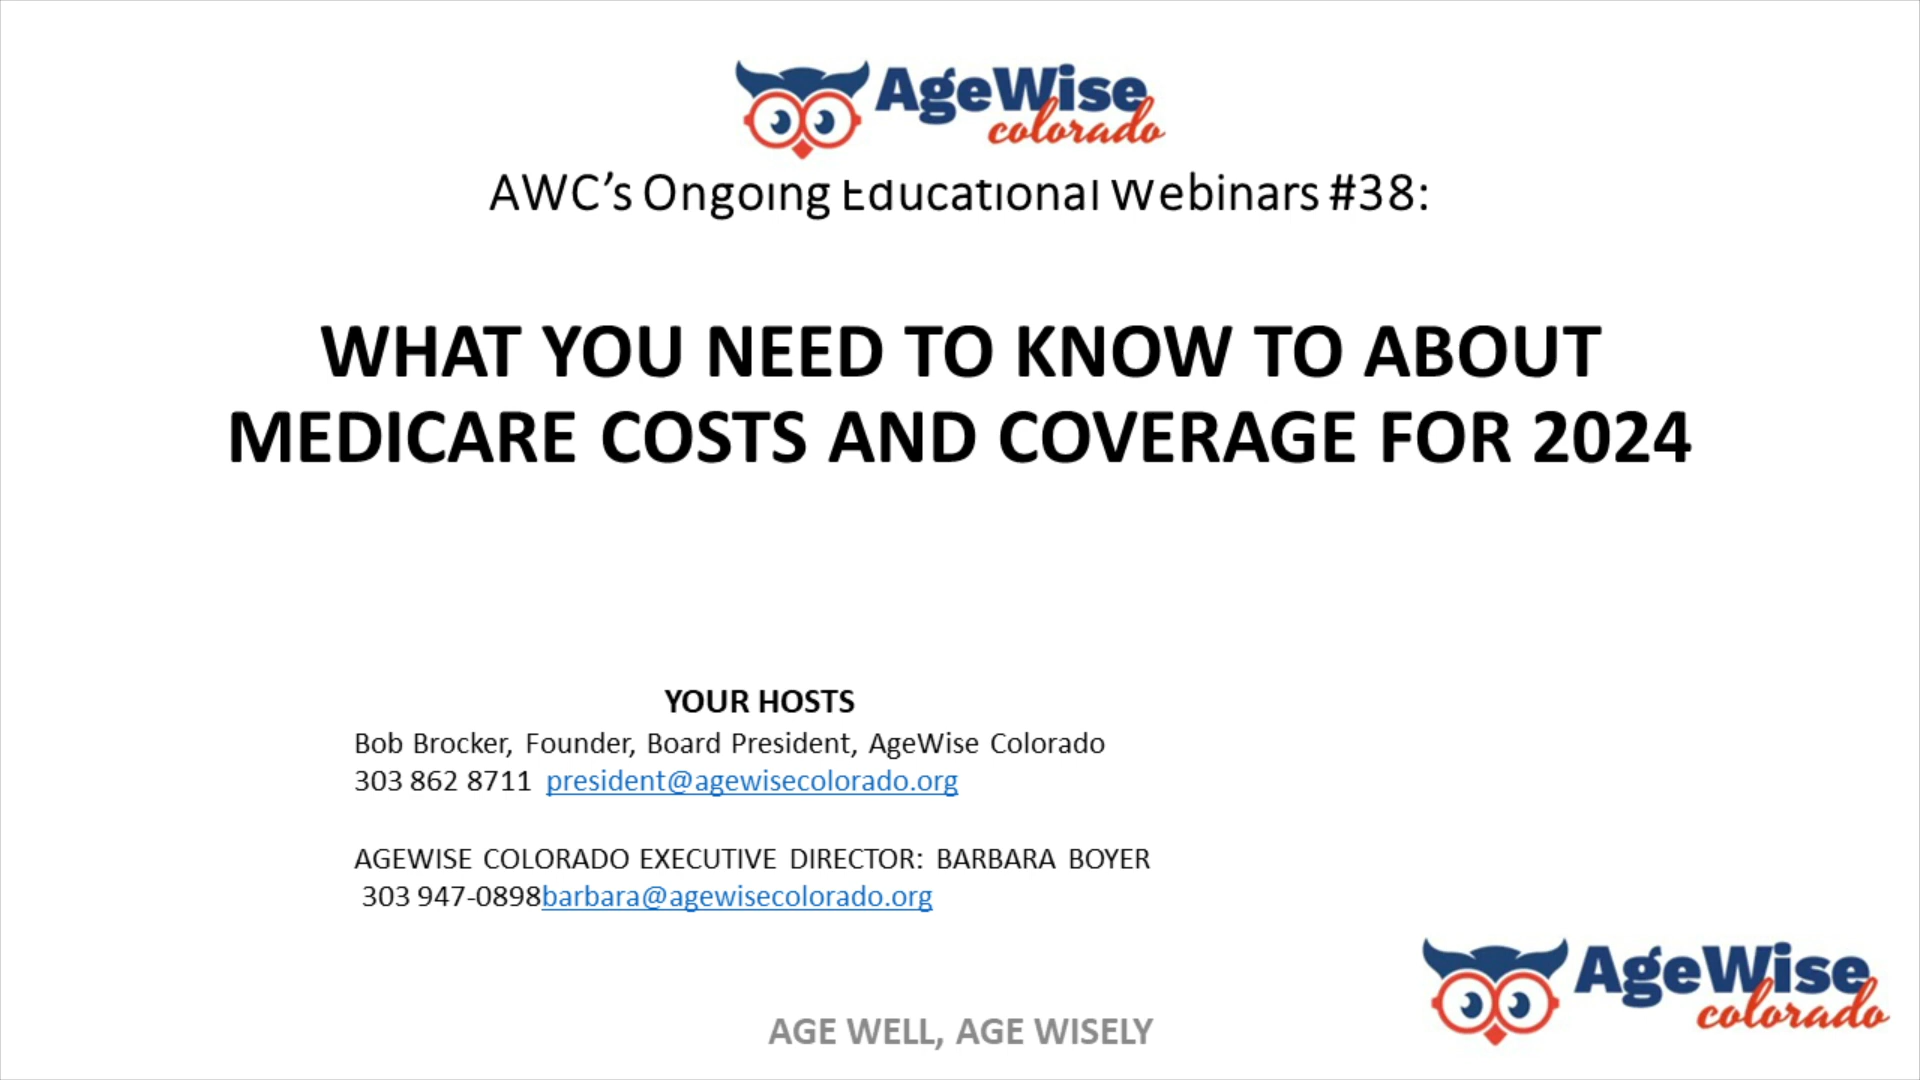 AgeWise
colorado
AWC’s Ongoing Educational Webinars #38:
WHAT YOU NEED TO KNOW TO ABOUT
MEDICARE COSTS AND COVERAGE FOR 2024
YOUR HOSTS
Bob Brocker, Founder, Board President, AgeWise Colorado
303 862 8711 president@agewisecolorado.org
AGEWISE COLORADO EXECUTIVE DIRECTOR: BARBARA BOYER
303 947-0898barbara@agewisecolorado.org
AgeWise
colorado
AGE WELL, AGE WISELY